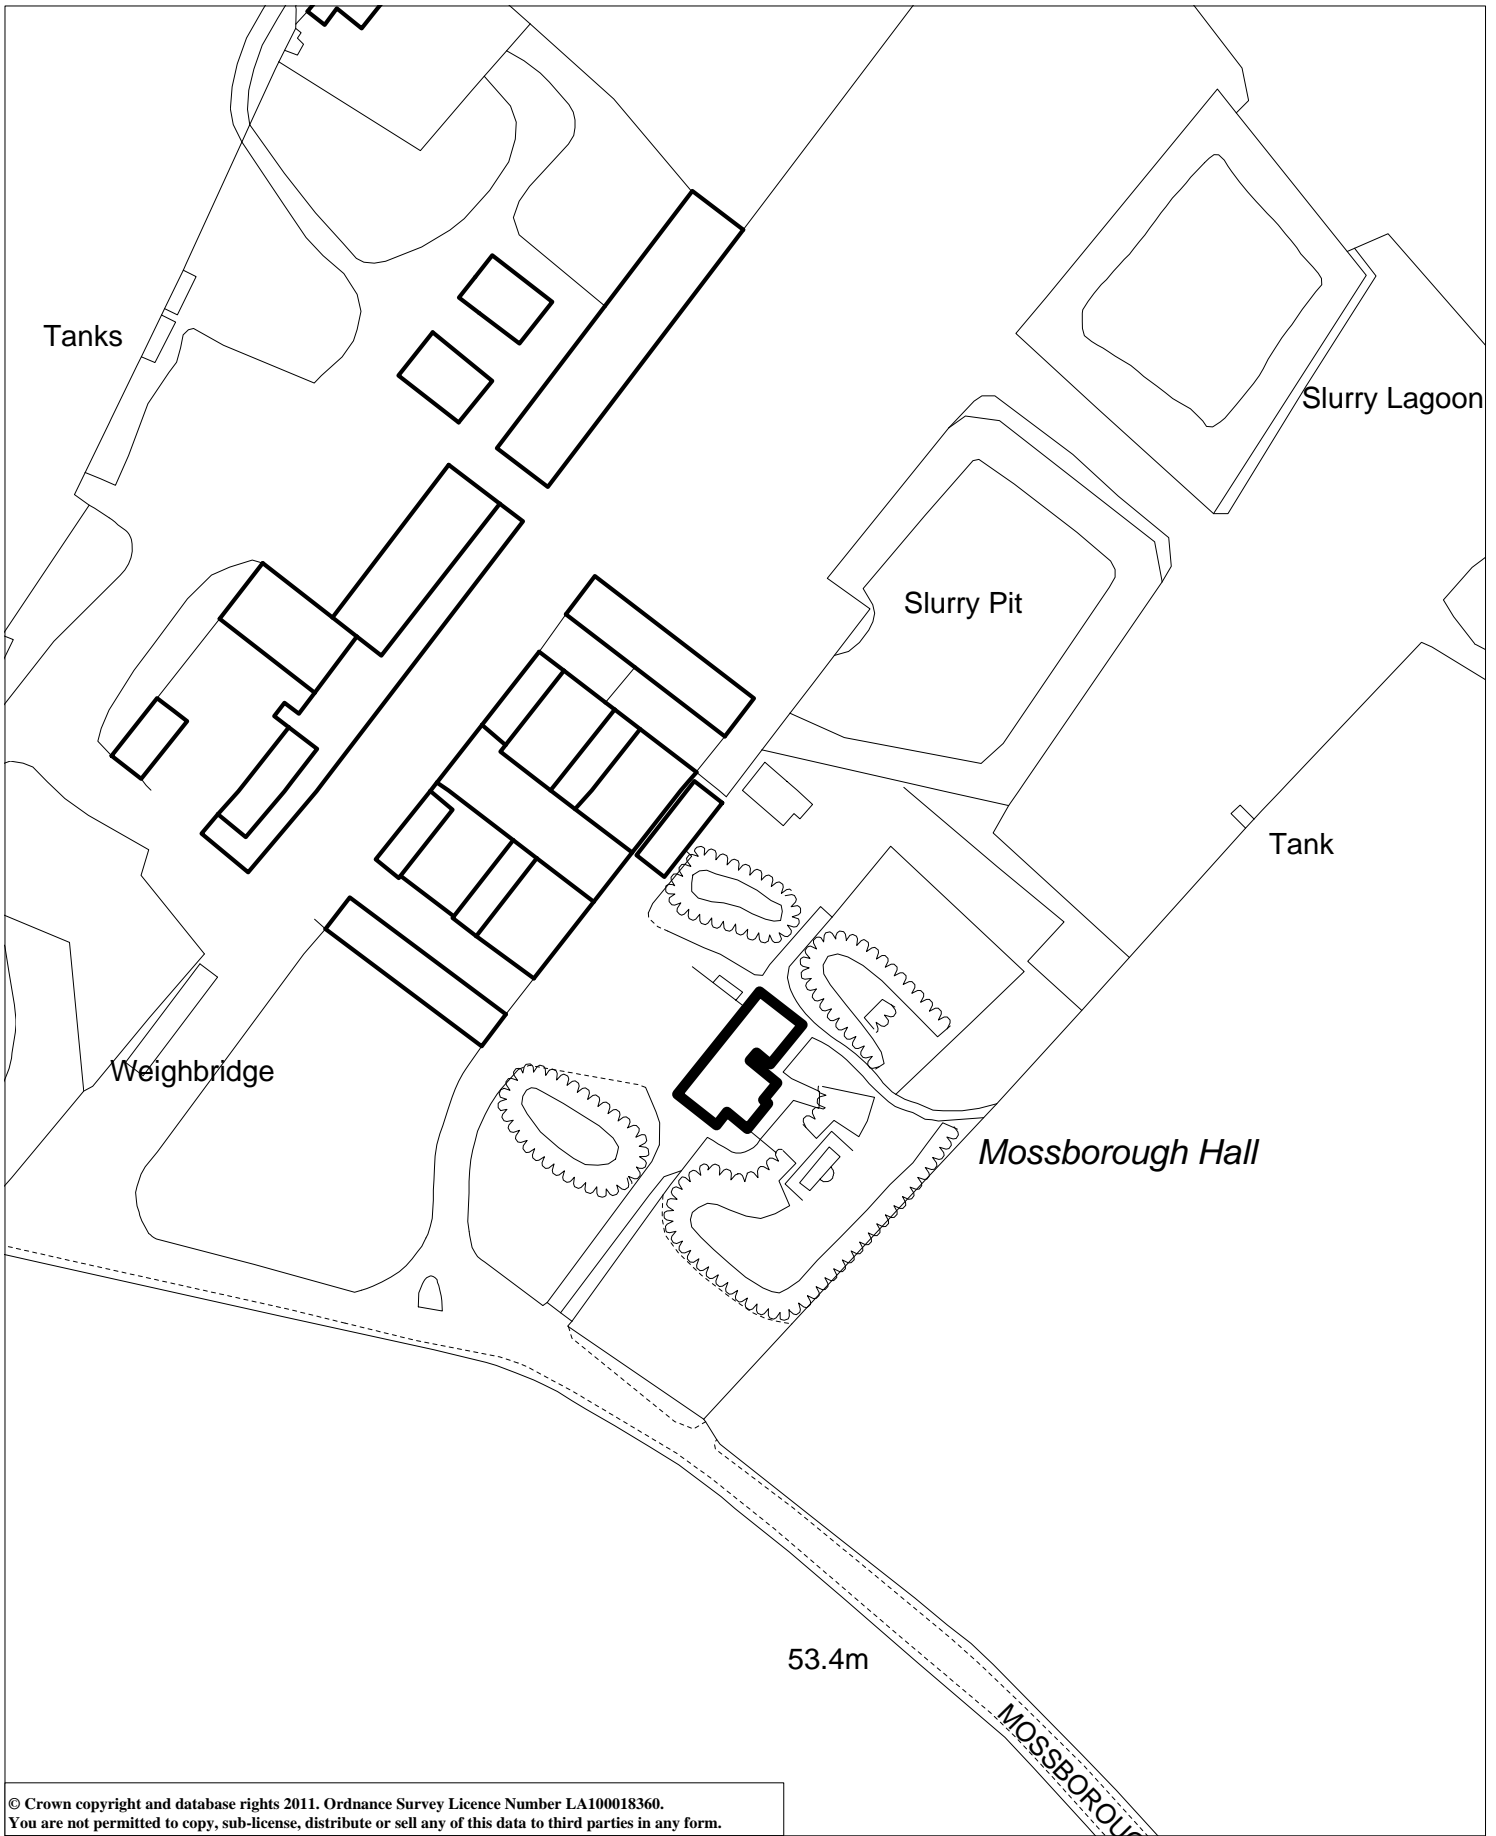 Tanks
Slurry Lagoon
Slurry Pit
Tank
Weighbridge
Mossborough Hall
53.4m
MOSSBOROUG
© Crown copyright and database rights 2011. Ordnance Survey Licence Number LA100018360.
You are not permitted to copy, sub-license, distribute or sell any of this data to third parties in any form.